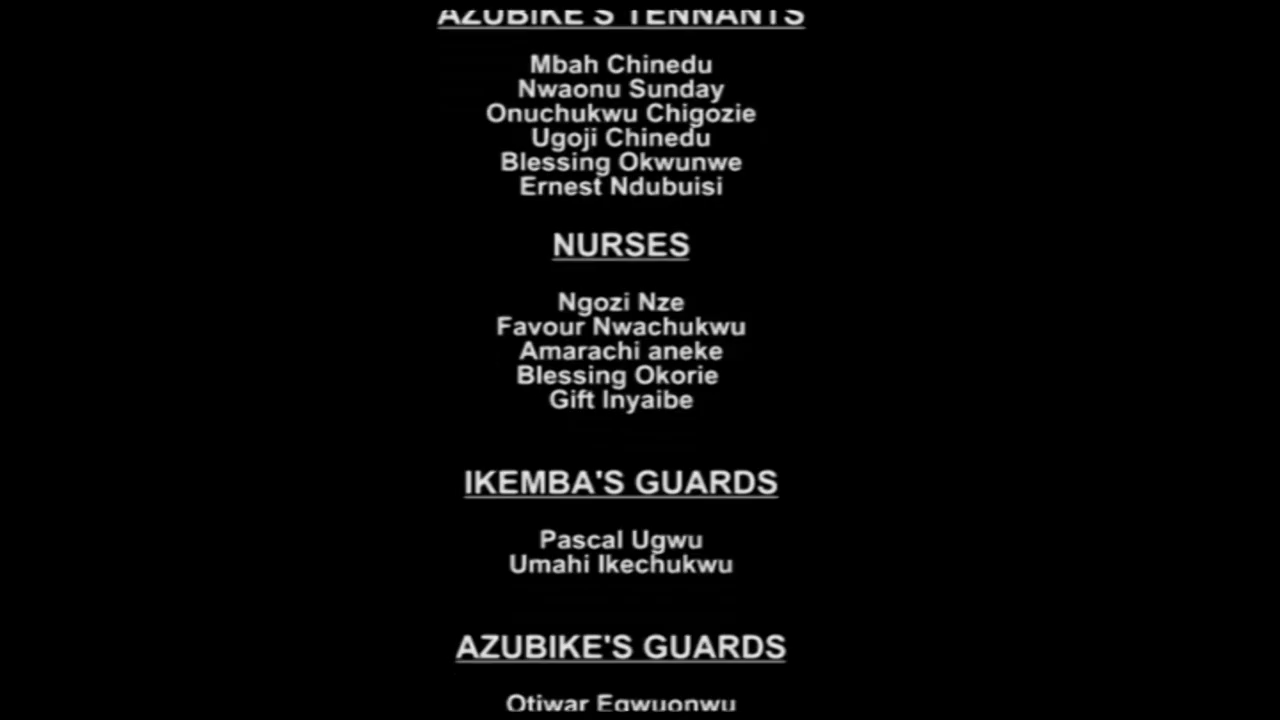 AZUBIKE'S TENNANTS
Mbah Chinedu
Nwaonu Sunday
Onuchukwu Chigozie
Ugoji Chinedu
Blessing Okwunwe
Ernest Ndubuisi
NURSES
Ngozi Nze
Favour Nwachukwu
Amarachi aneke
Blessing Okorie
Gift Inyaibe
IKEMBA'S GUARDS
Pascal Ugwu
Umahi Ikechukwu
AZUBIKE'S GUARDS
Otiwar Egwuonwu